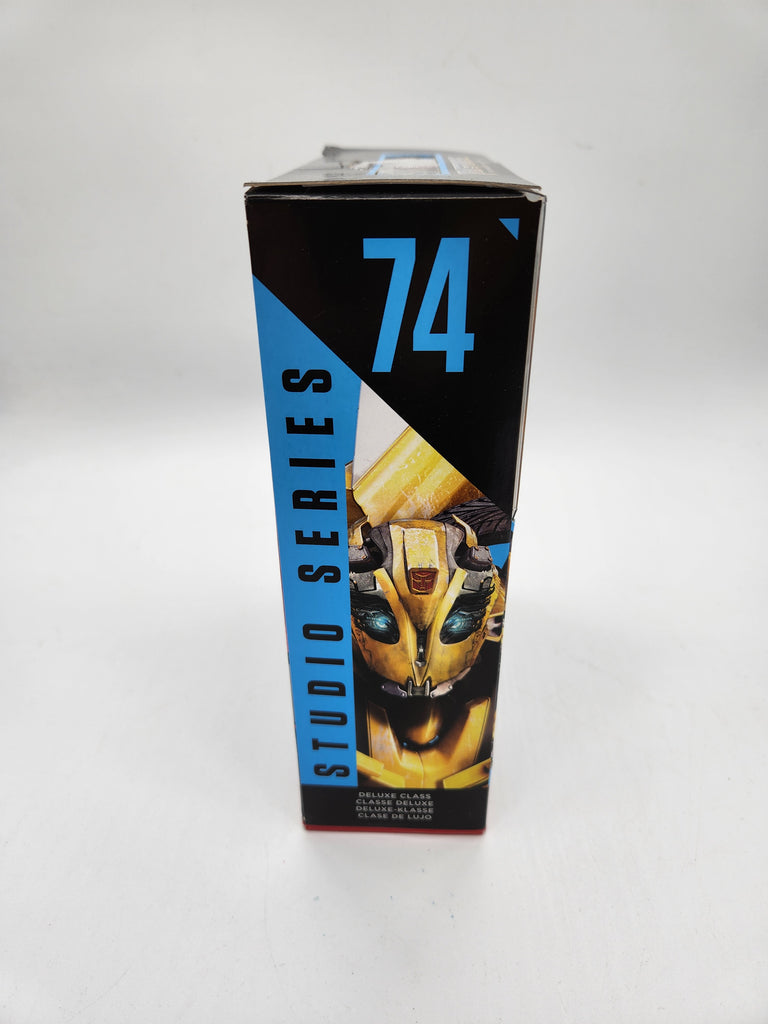 74
STUDIO SERIES
DELUXE CLASS
CLASSE DELUXE
DELUXE-KLASSE
CLASE DE LUJO